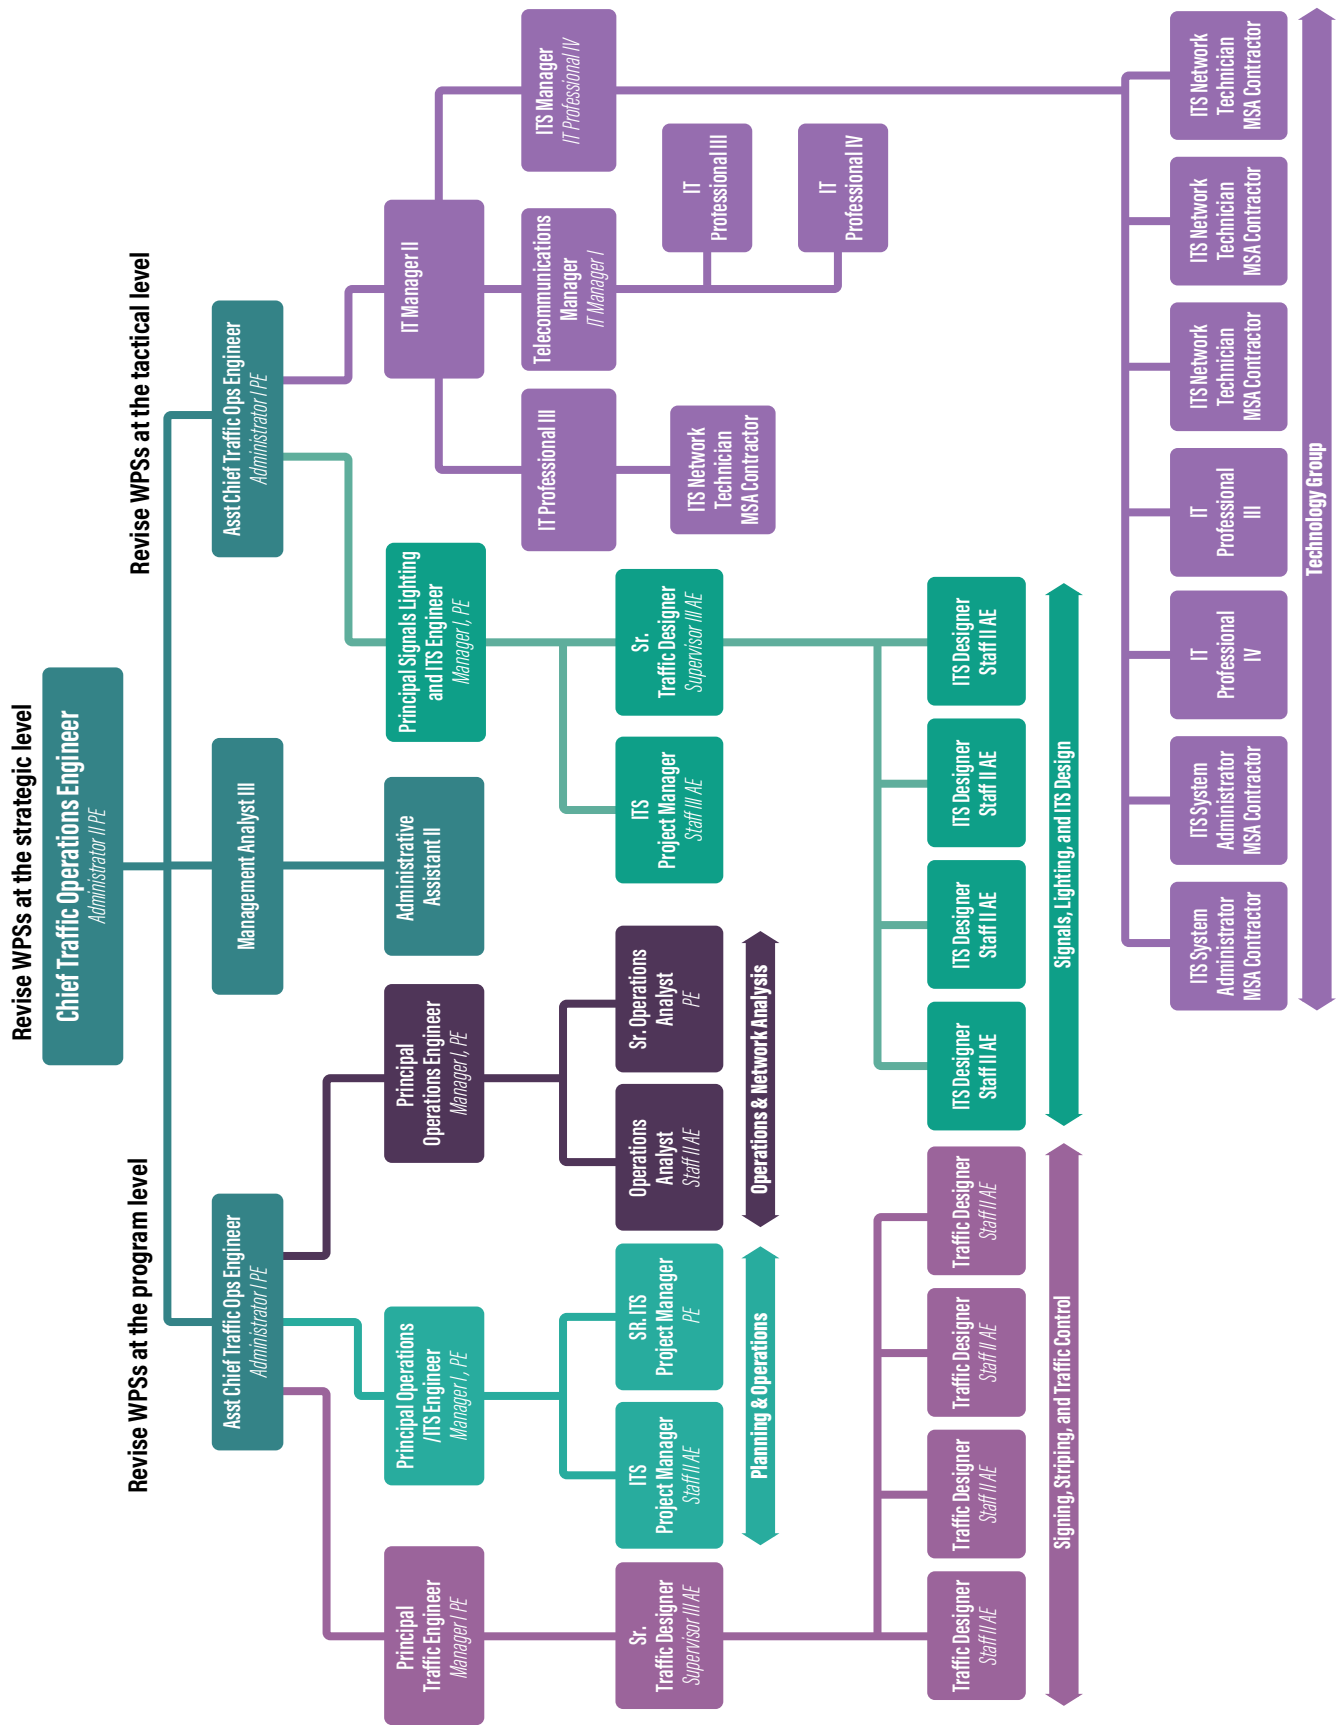 Revise WPSs at the strategic level
Chief Traffic Operations Engineer
Administrator II PE
Revise WPSs at the program level
Revise WPSs at the tactical level
Asst Chief Traffic Ops Engineer
Administrator I PE
Management Analyst III
Asst Chief Traffic Ops Engineer
Administrator I PE
Principal
Traffic Engineer
Manager I PE
Principal Operations
/ ITS Engineer
Manager I, PE
Principal
Operations Engineer
Manager I, PE
Administrative
Assistant II
Principal Signals Lighting
and ITS Engineer
Manager I, PE
IT Manager II
IT Professional III
Telecommunications
Manager
IT Manager I
ITS Manager
IT Professional IV
Sr.
Traffic Designer
Supervisor III AE
ITS
Project Manager
Staff II AE
SR. ITS
Project Manager
PE
Operations
Analyst
Staff II AE
Sr. Operations
Analyst
PE
ITS
Project Manager
Staff III AE
Sr.
Traffic Designer
Supervisor III AE
ITS Network
Technician
MSA Contractor
IT
Professional III
IT
Professional IV
Planning & Operations
Operations & Network Analysis
Traffic Designer
Staff II AE
Traffic Designer
Staff II AE
Traffic Designer
Staff II AE
Traffic Designer
Staff II AE
ITS Designer
Staff II AE
ITS Designer
Staff II AE
ITS Designer
Staff II AE
ITS Designer
Staff II AE
Signing, Striping, and Traffic Control
Signals, Lighting, and ITS Design
ITS System
Administrator
MSA Contractor
ITS System
Administrator
MSA Contractor
IT
Professional
IV
IT
Professional
III
ITS Network
Technician
MSA Contractor
ITS Network
Technician
MSA Contractor
ITS Network
Technician
MSA Contractor
Technology Group